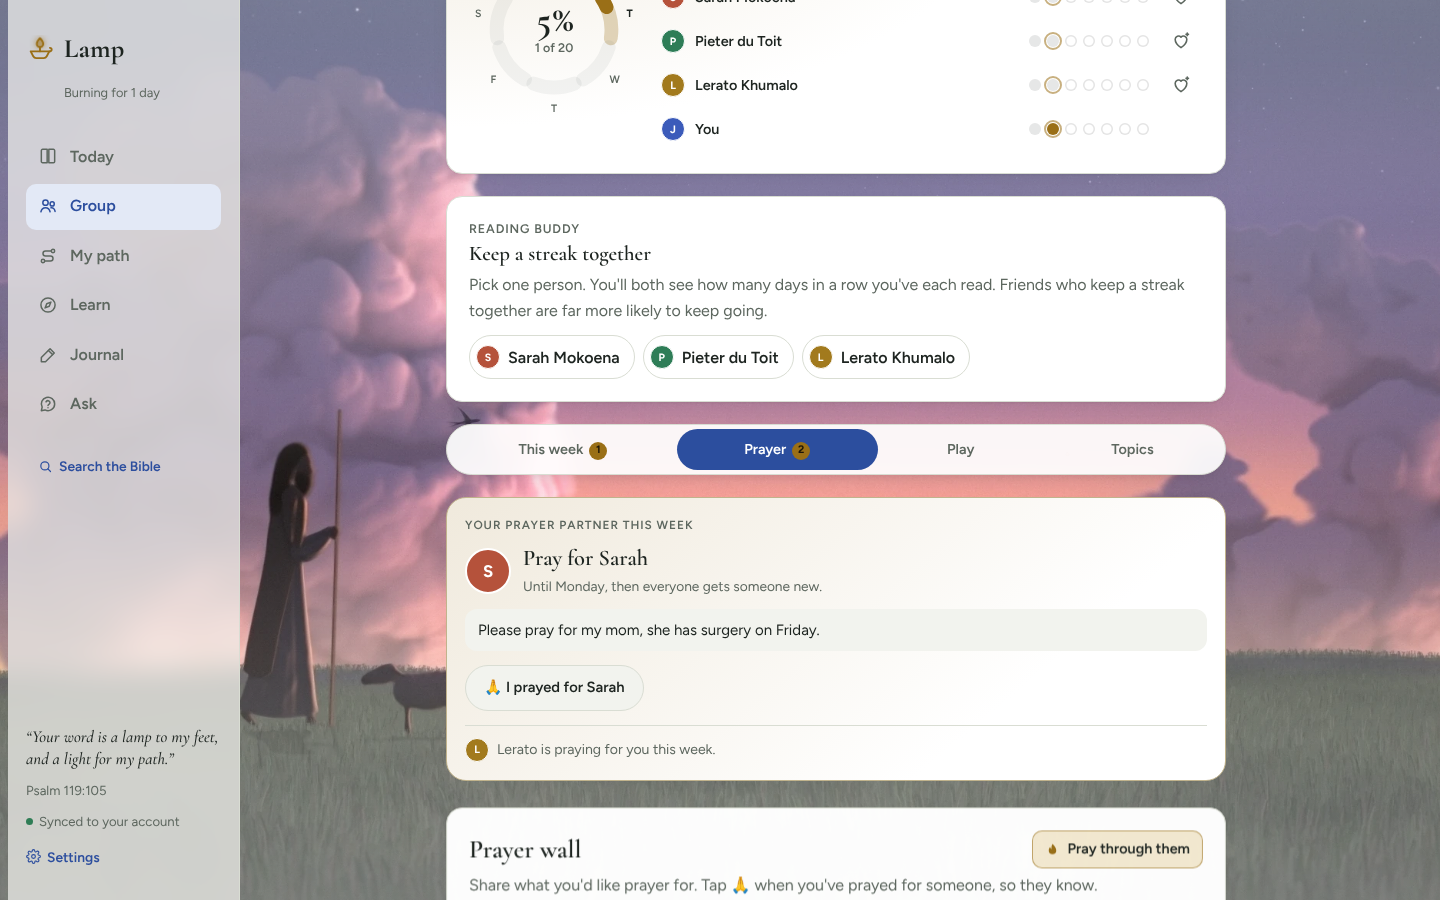 Lamp
Burning for 1 day
Today
Group
My path
Learn
Journal
Ask
Search the Bible
“Your word is a lamp to my feet,
and a light for my path.”
Psalm 119:105
Synced to your account
Settings
S
T
F
W
T
5%
1 of 20
S Sarah Mokoena
P Pieter du Toit
L Lerato Khumalo
J You
READING BUDDY
Keep a streak together
Pick one person. You'll both see how many days in a row you've each read. Friends who keep a streak
together are far more likely to keep going.
S Sarah Mokoena P Pieter du Toit L Lerato Khumalo
This week 1 Prayer 2 Play Topics
YOUR PRAYER PARTNER THIS WEEK
S
Pray for Sarah
Until Monday, then everyone gets someone new.
Please pray for my mom, she has surgery on Friday.
🙏 I prayed for Sarah
L Lerato is praying for you this week.
Prayer wall
Pray through them
Share what you'd like prayer for. Tap 🙏 when you've prayed for someone, so they know.